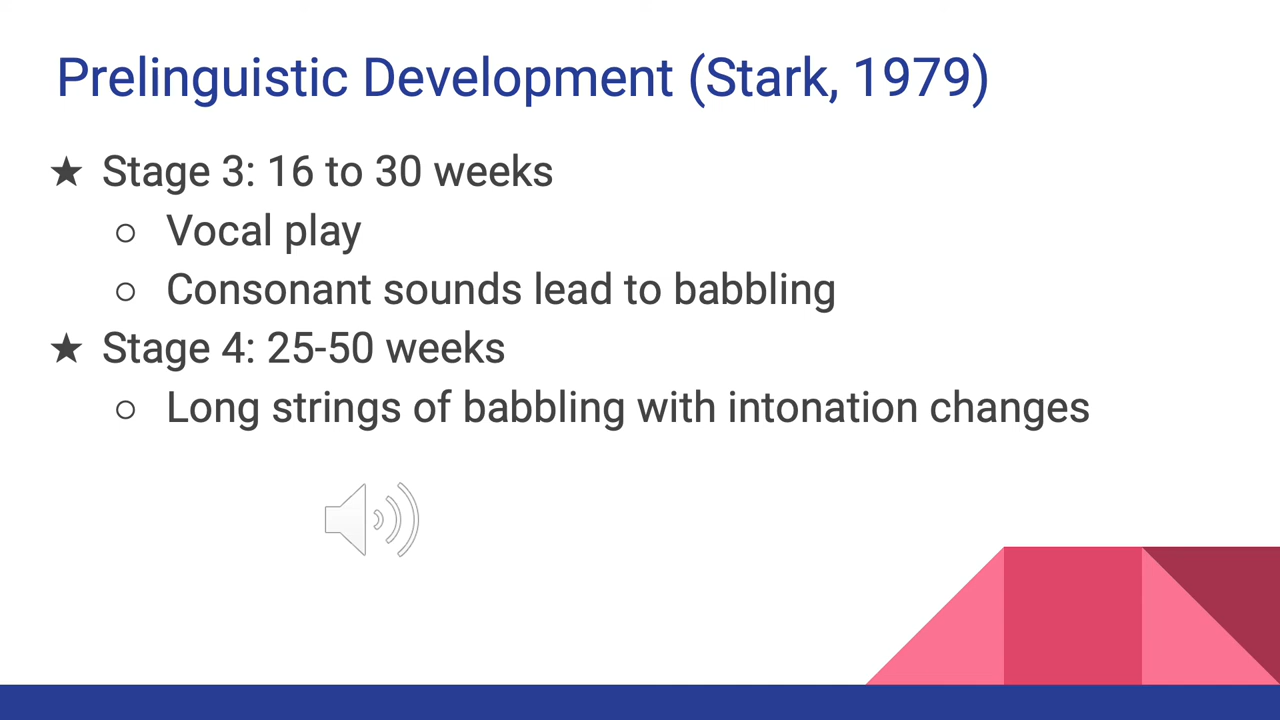 Prelinguistic Development (Stark, 1979)
★ Stage 3: 16 to 30 weeks
○ Vocal play
○ Consonant sounds lead to babbling
★ Stage 4: 25-50 weeks
○ Long strings of babbling with intonation changes